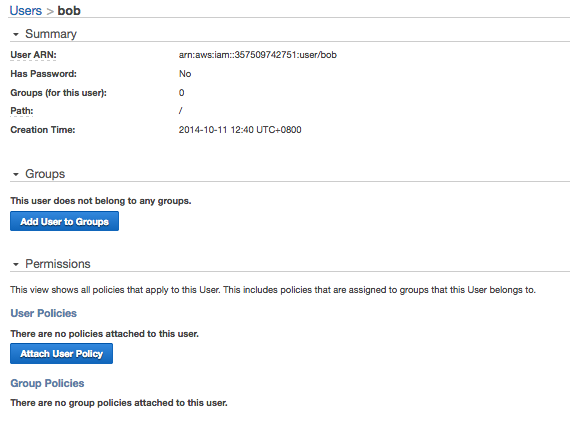 Users > bob
Summary
User ARN: arn:aws:iam::357509742751:user/bob
Has Password: No
Groups (for this user): 0
Path: /
Creation Time: 2014-10-11 12:40 UTC+0800
Groups
This user does not belong to any groups.
Add User to Groups
Permissions
This view shows all policies that apply to this User. This includes policies that are assigned to groups that this User belongs to.
User Policies
There are no policies attached to this user.
Attach User Policy
Group Policies
There are no group policies attached to this user.